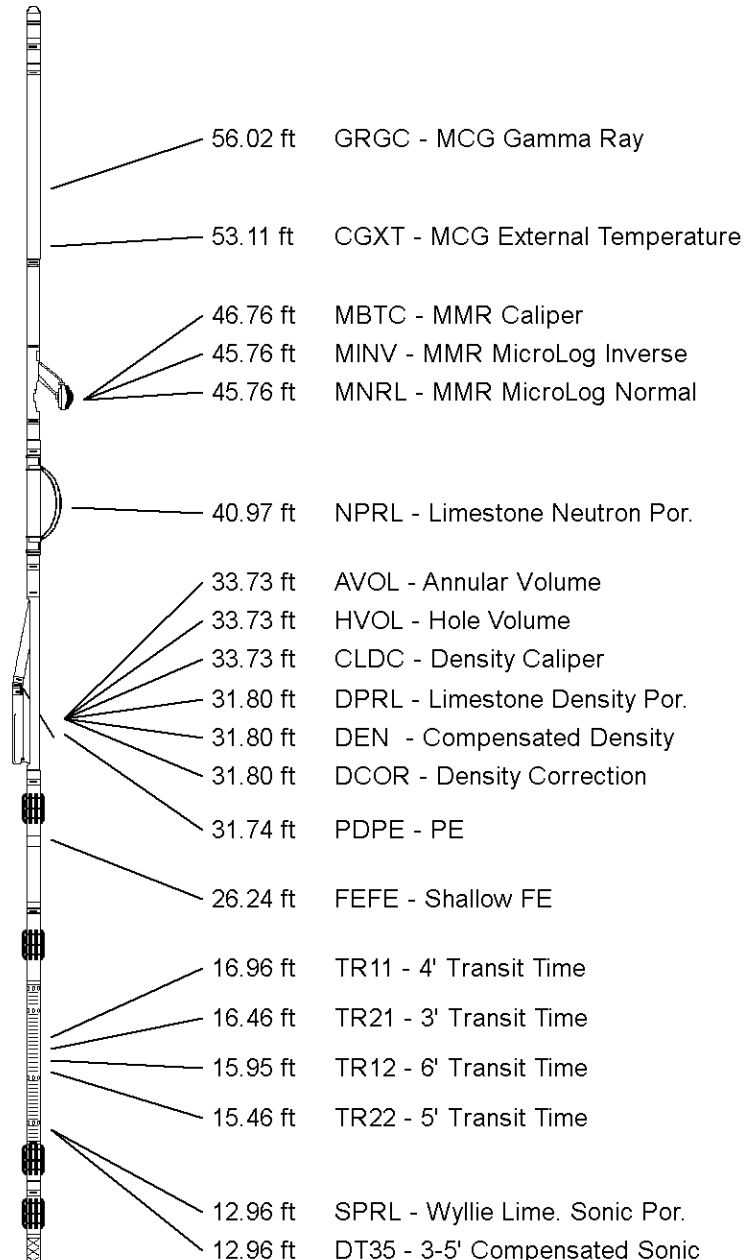 56.02 ft GRGC - MCG Gamma Ray
53.11 ft CGXT - MCG External Temperature
46.76 ft MBTC - MMR Caliper
45.76 ft MINV - MMR MicroLog Inverse
45.76 ft MNRL - MMR MicroLog Normal
40.97 ft NPRL - Limestone Neutron Por.
33.73 ft AVOL - Annular Volume
33.73 ft HVOL - Hole Volume
33.73 ft CLDC - Density Caliper
31.80 ft DPRL - Limestone Density Por.
31.80 ft DEN - Compensated Density
31.80 ft DCOR - Density Correction
31.74 ft PDPE - PE
26.24 ft FEFE - Shallow FE
16.96 ft TR11 - 4' Transit Time
16.46 ft TR21 - 3' Transit Time
15.95 ft TR12 - 6' Transit Time
15.46 ft TR22 - 5' Transit Time
12.96 ft SPRL - Wyllie Lime. Sonic Por.
12.96 ft DT35 - 3-5' Compensated Sonic